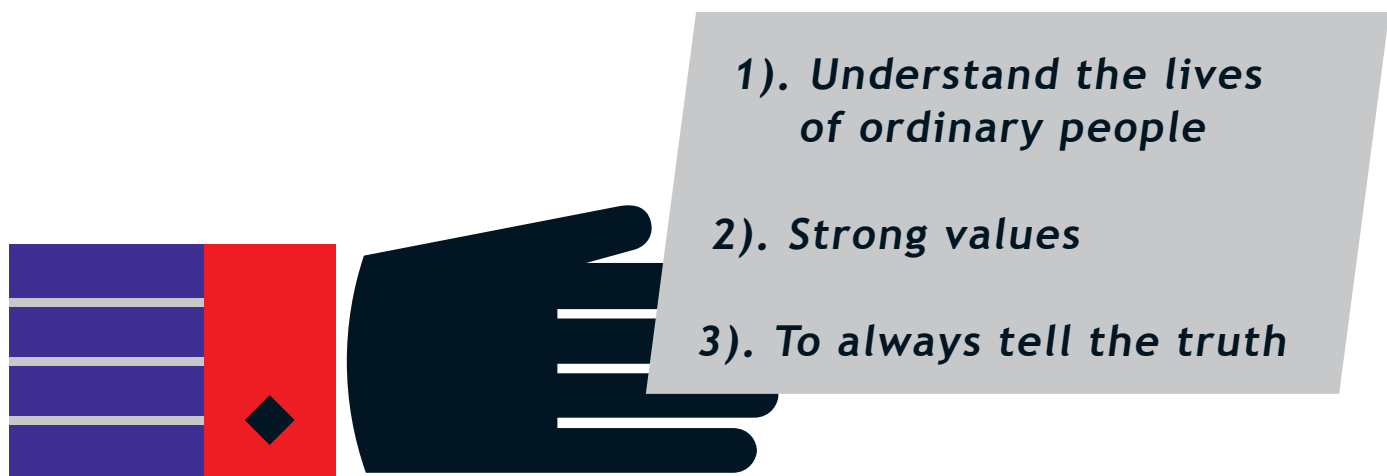 1). Understand the lives
of ordinary people
2). Strong values
3). To always tell the truth